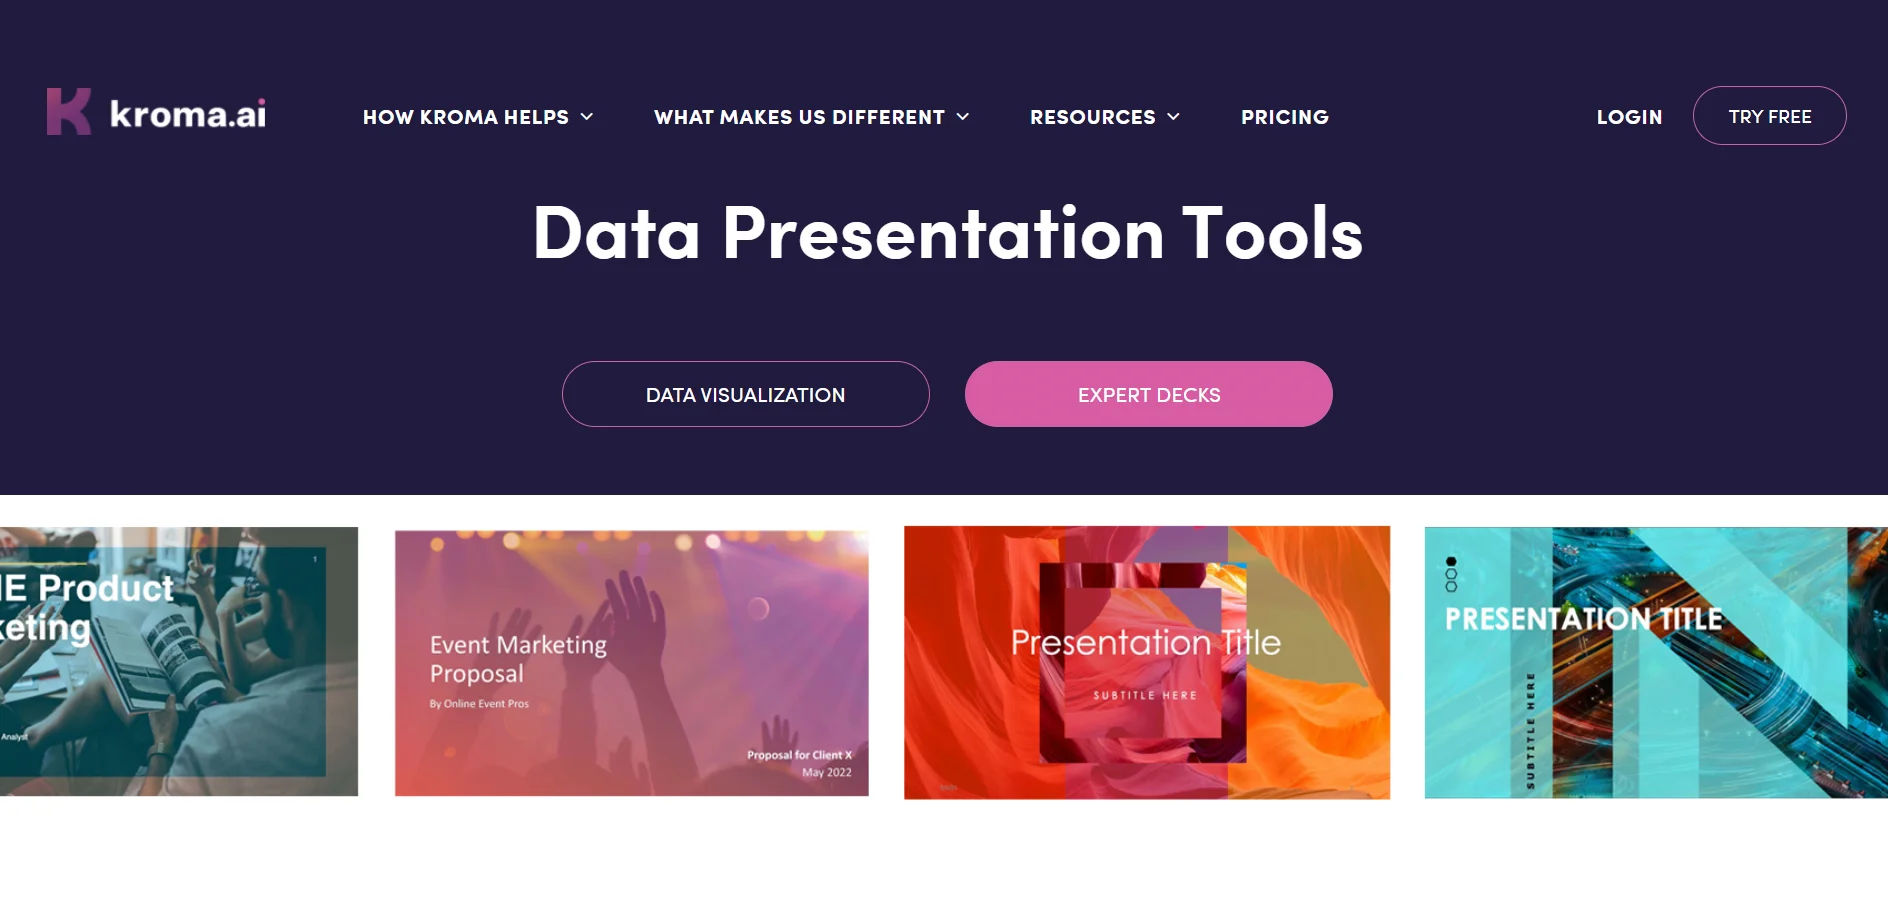 kroma.ai
HOW KROMA HELPS
WHAT MAKES US DIFFERENT
RESOURCES
PRICING
LOGIN
TRY FREE
Data Presentation Tools
DATA VISUALIZATION
EXPERT DECKS
1
E Product
keting
Analyst
Event Marketing
Proposal
By Online Event Pros
Proposal for Client X
May 2022
Presentation Title
SUBTITLE HERE
PRESENTATION TITLE
SUBTITLE HERE